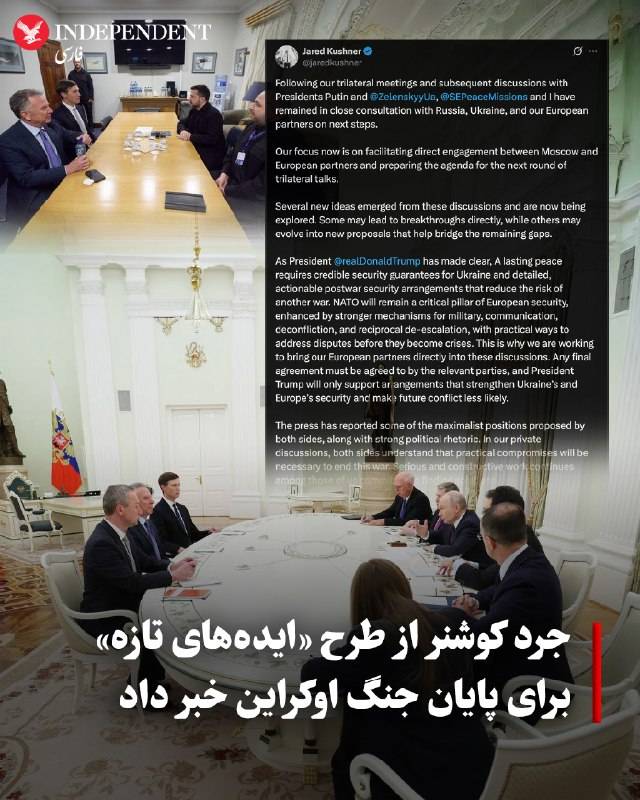 INDEPENDENT
فارسی
Jared Kushner
@jaredkushner
Following our trilateral meetings and subsequent discussions with
Presidents Putin and @ZelenskyyUa, @SEPeaceMissions and I have
remained in close consultation with Russia, Ukraine, and our European
partners on next steps.
Our focus now is on facilitating direct engagement between Moscow and
European partners and preparing the agenda for the next round of
trilateral talks.
Several new ideas emerged from these discussions and are now being
explored. Some may lead to breakthroughs directly, while others may
evolve into new proposals that help bridge the remaining gaps.
As President @realDonaldTrump has made clear, A lasting peace
requires credible security guarantees for Ukraine and detailed,
actionable postwar security arrangements that reduce the risk of
another war. NATO will remain a critical pillar of European security,
enhanced by stronger mechanisms for military, communication,
deconfliction, and reciprocal de-escalation, with practical ways to
address disputes before they become crises. This is why we are working
to bring our European partners directly into these discussions. Any final
agreement must be agreed to by the relevant parties, and President
Trump will only support arrangements that strengthen Ukraine's and
Europe's security and make future conflict less likely.
The press has reported some of the maximalist positions proposed by
both sides, along with strong political rhetoric. In our private
discussions, both sides understand that practical compromises will be
necessary to end this war. Serious and constructive work continues
among those
جرد کوشنر از طرح «ایده‌های تازه»
برای پایان جنگ اوکراین خبر داد